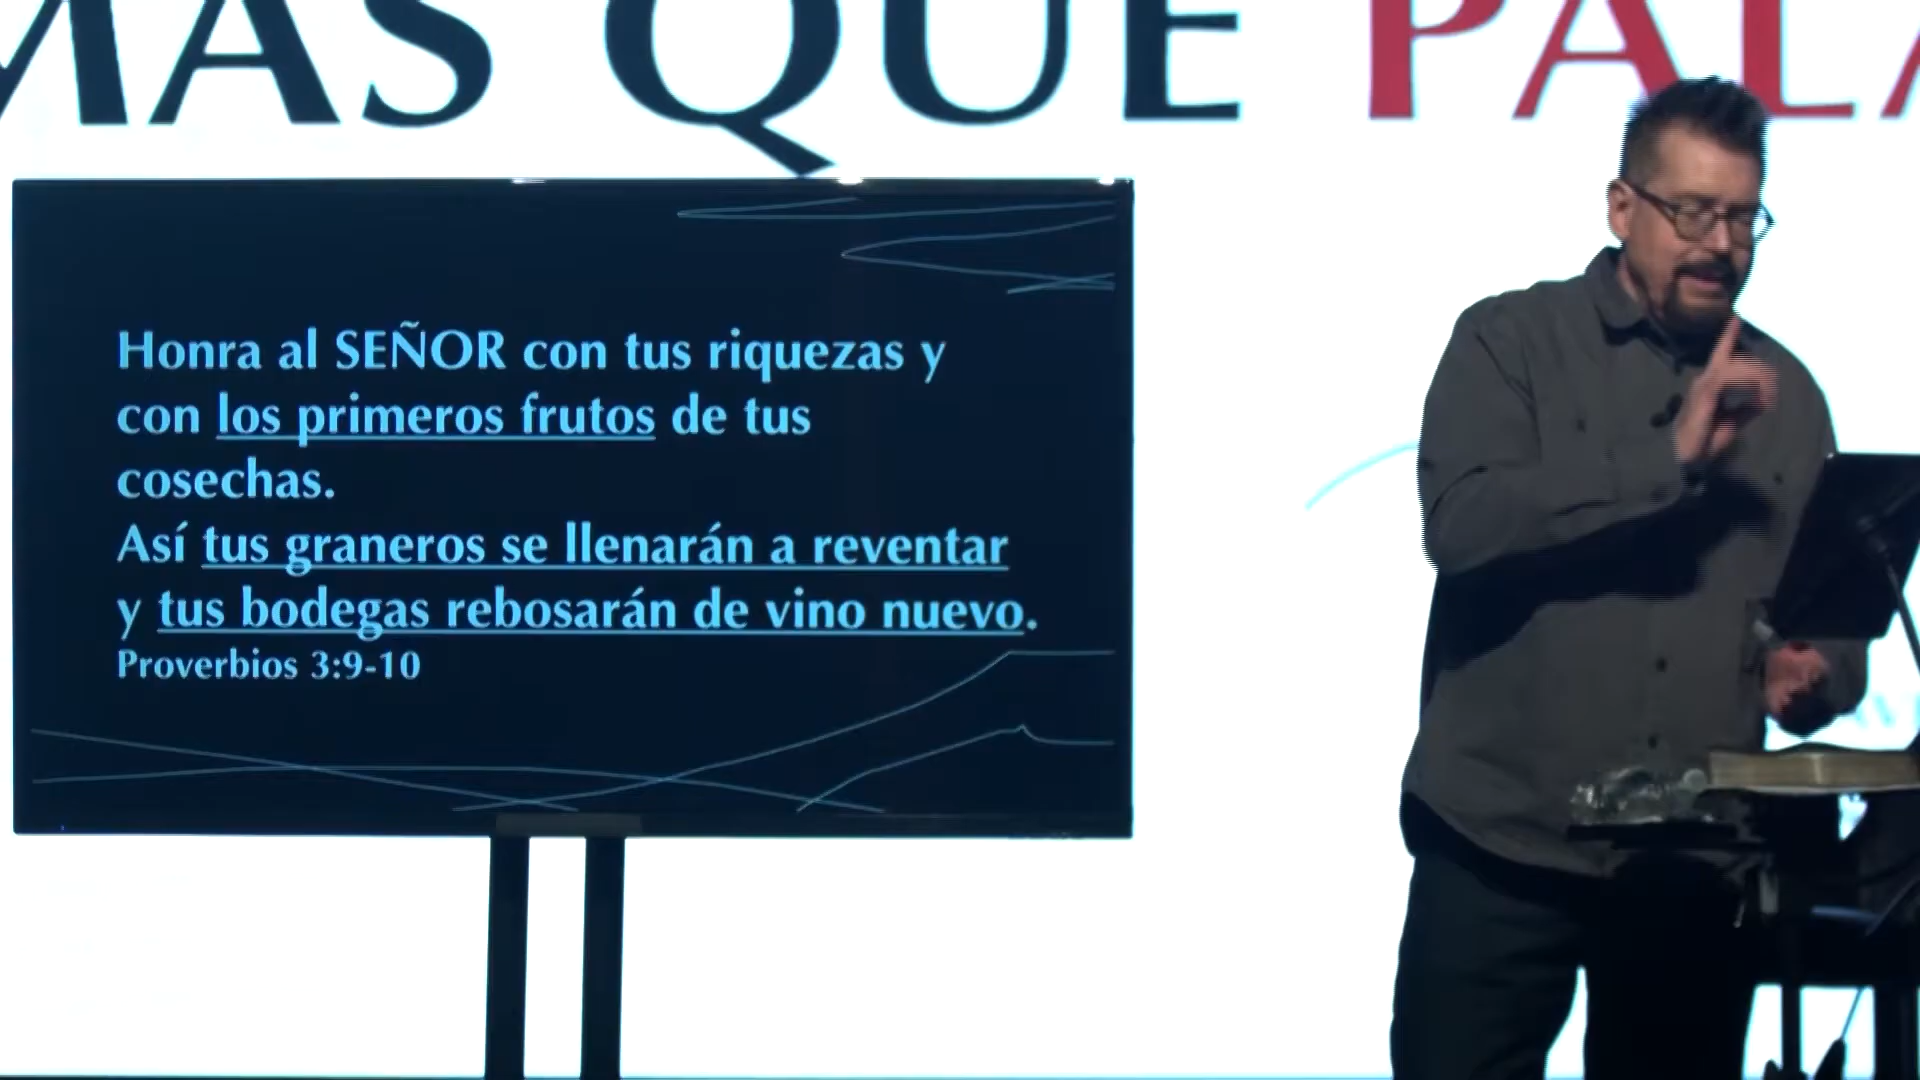 MAS QUE
Honra al SEÑOR con tus riquezas y
con los primeros frutos de tus
cosechas.
Así tus graneros se llenarán a reventar
y tus bodegas rebosarán de vino nuevo.
Proverbios 3:9-10